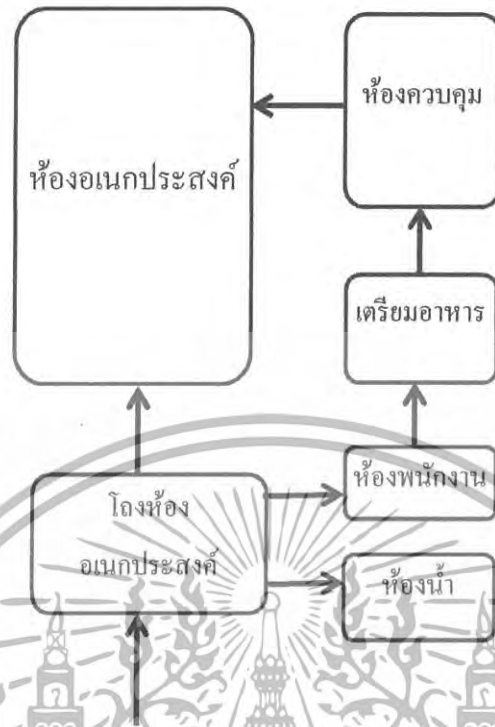 ห้องอเนกประสงค์
ห้องควบคุม
เตรียมอาหาร
โถงห้อง
อเนกประสงค์
ห้องพนักงาน
ห้องน้ำ